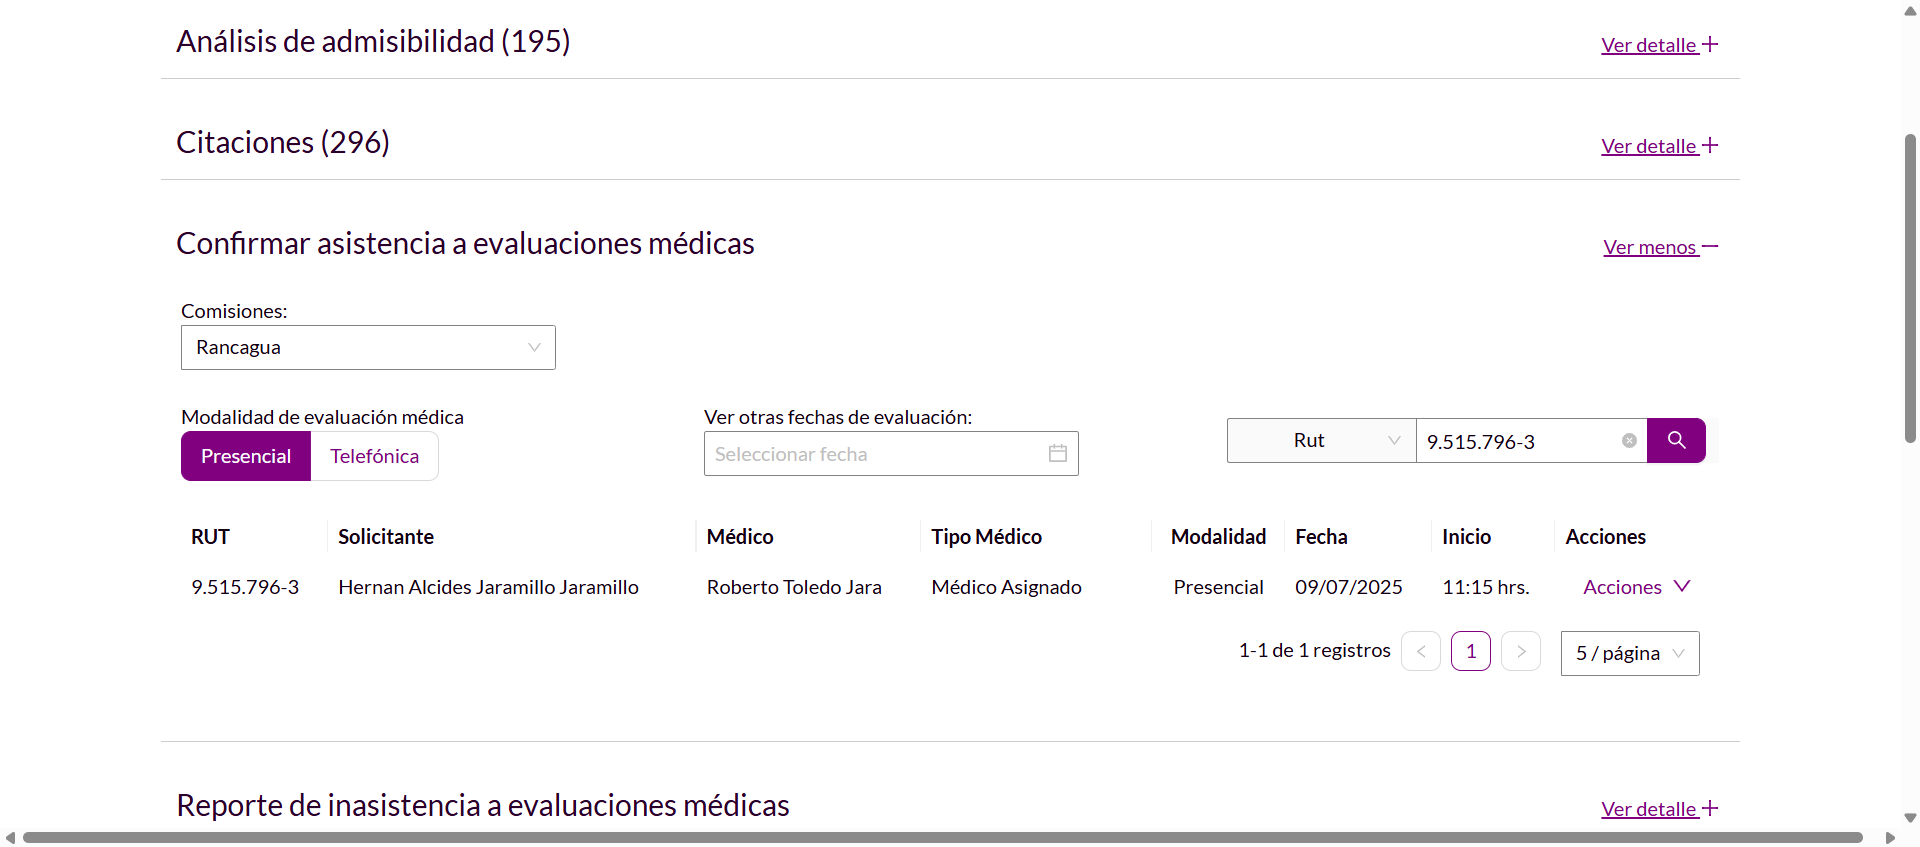 Análisis de admisibilidad (195)
Ver detalle
Citaciones (296)
Ver detalle
Confirmar asistencia a evaluaciones médicas
Ver menos
Comisiones:
Rancagua
Modalidad de evaluación médica
Presencial Telefónica
Ver otras fechas de evaluación:
Seleccionar fecha
Rut 9.515.796-3
RUT Solicitante Médico Tipo Médico Modalidad Fecha Inicio Acciones
9.515.796-3 Hernan Alcides Jaramillo Jaramillo Roberto Toledo Jara Médico Asignado Presencial 09/07/2025 11:15 hrs. Acciones
1-1 de 1 registros < 1 > 5 / página
Reporte de inasistencia a evaluaciones médicas
Ver detalle